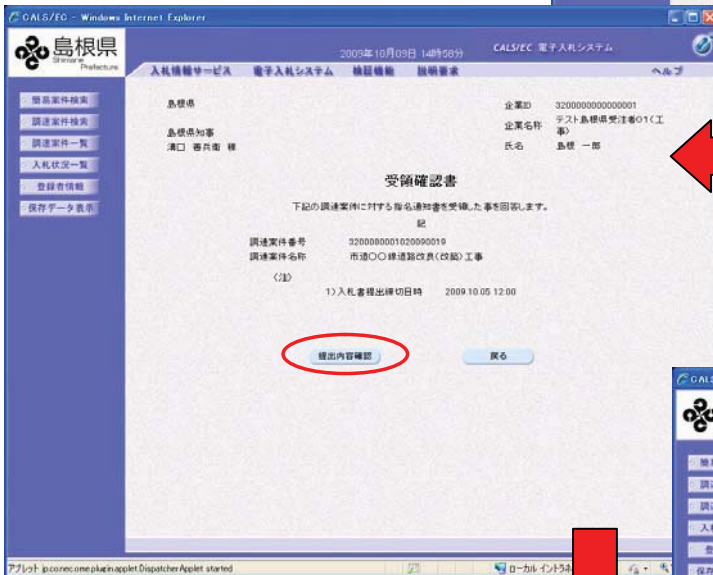 CALS/EC - Windows Internet Explorer
島根県
Shimane
Prefecture
2009年10月09日 14時58分
CALS/EC 電子入札システム
入札情報サービス 電子入札システム 検証機能 説明要求 ヘルプ
簡易案件検索
調達案件検索
調達案件一覧
入札状況一覧
登録者情報
保存データ表示
島根県
島根県知事
溝口 善兵衛 様
企業ID 3200000000000001
企業名称 テスト島根県受注者01(工事)
氏名 島根 一郎
受領確認書
下記の調達案件に対する指名通知書を受領した事を回答します。
記
調達案件番号 3200000001020090019
調達案件名称 市道〇〇線道路改良(改築)工事
(注)
1)入札書提出締切日時 2009.10.05 12:00
提出内容確認
戻る
アプレット jp.co.nec.ome.plugin.applet.DispatcherApplet started
ローカル イントラネ
CALS
簡易
調達
調達
入
登
保存